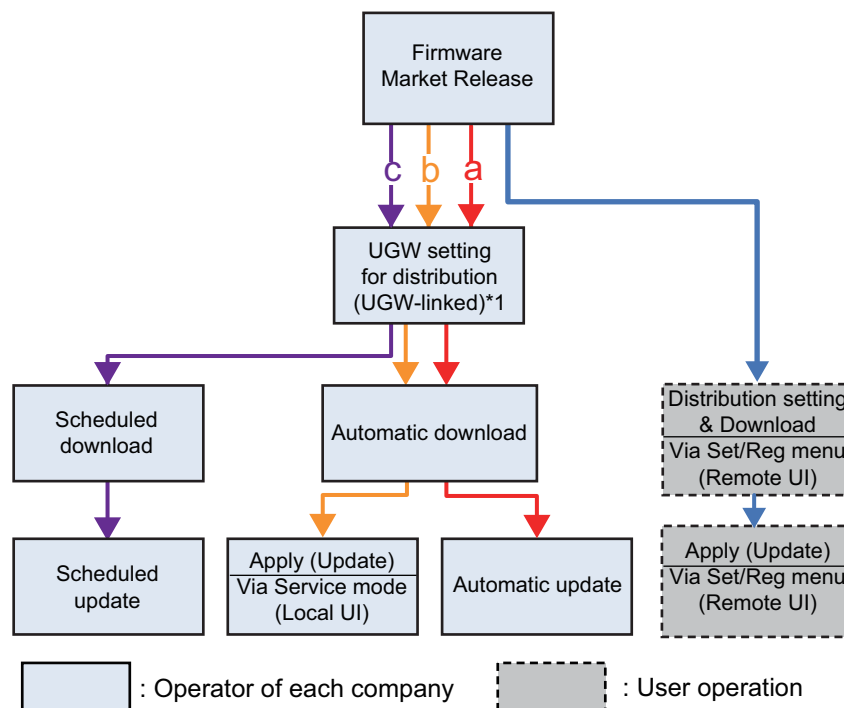 Firmware
Market Release
c
b
a
UGW setting
for distribution
(UGW-linked)*1
Scheduled
download
Automatic download
Distribution setting
& Download
Via Set/Reg menu
(Remote UI)
Scheduled
update
Apply (Update)
Via Service mode
(Local UI)
Automatic update
Apply (Update)
Via Set/Reg menu
(Remote UI)
: Operator of each company
: User operation